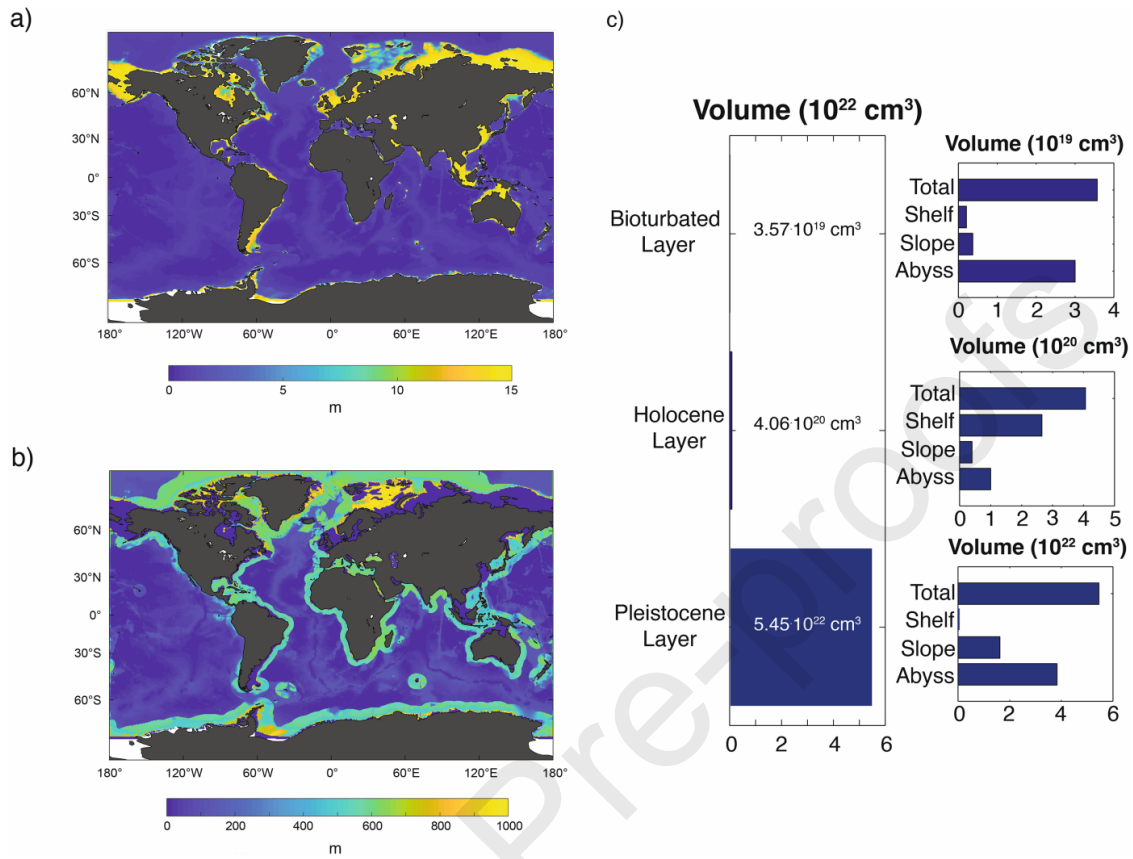 a)
60°N
30°N
0°
30°S
60°S
180°
120°W
60°W
0°
60°E
120°E
180°
0
5
10
15
m
b)
60°N
30°N
0°
30°S
60°S
180°
120°W
60°W
0°
60°E
120°E
180°
0
200
400
600
800
1000
m
c)
Volume (10²² cm³)
Bioturbated
Layer
3.57·10¹⁹ cm³
Holocene
Layer
4.06·10²⁰ cm³
Pleistocene
Layer
5.45·10²² cm³
0
2
4
6
Volume (10¹⁹ cm³)
Total
Shelf
Slope
Abyss
0
1
2
3
4
Volume (10²⁰ cm³)
Total
Shelf
Slope
Abyss
0
1
2
3
4
5
Volume (10²² cm³)
Total
Shelf
Slope
Abyss
0
2
4
6
Pre-proofs